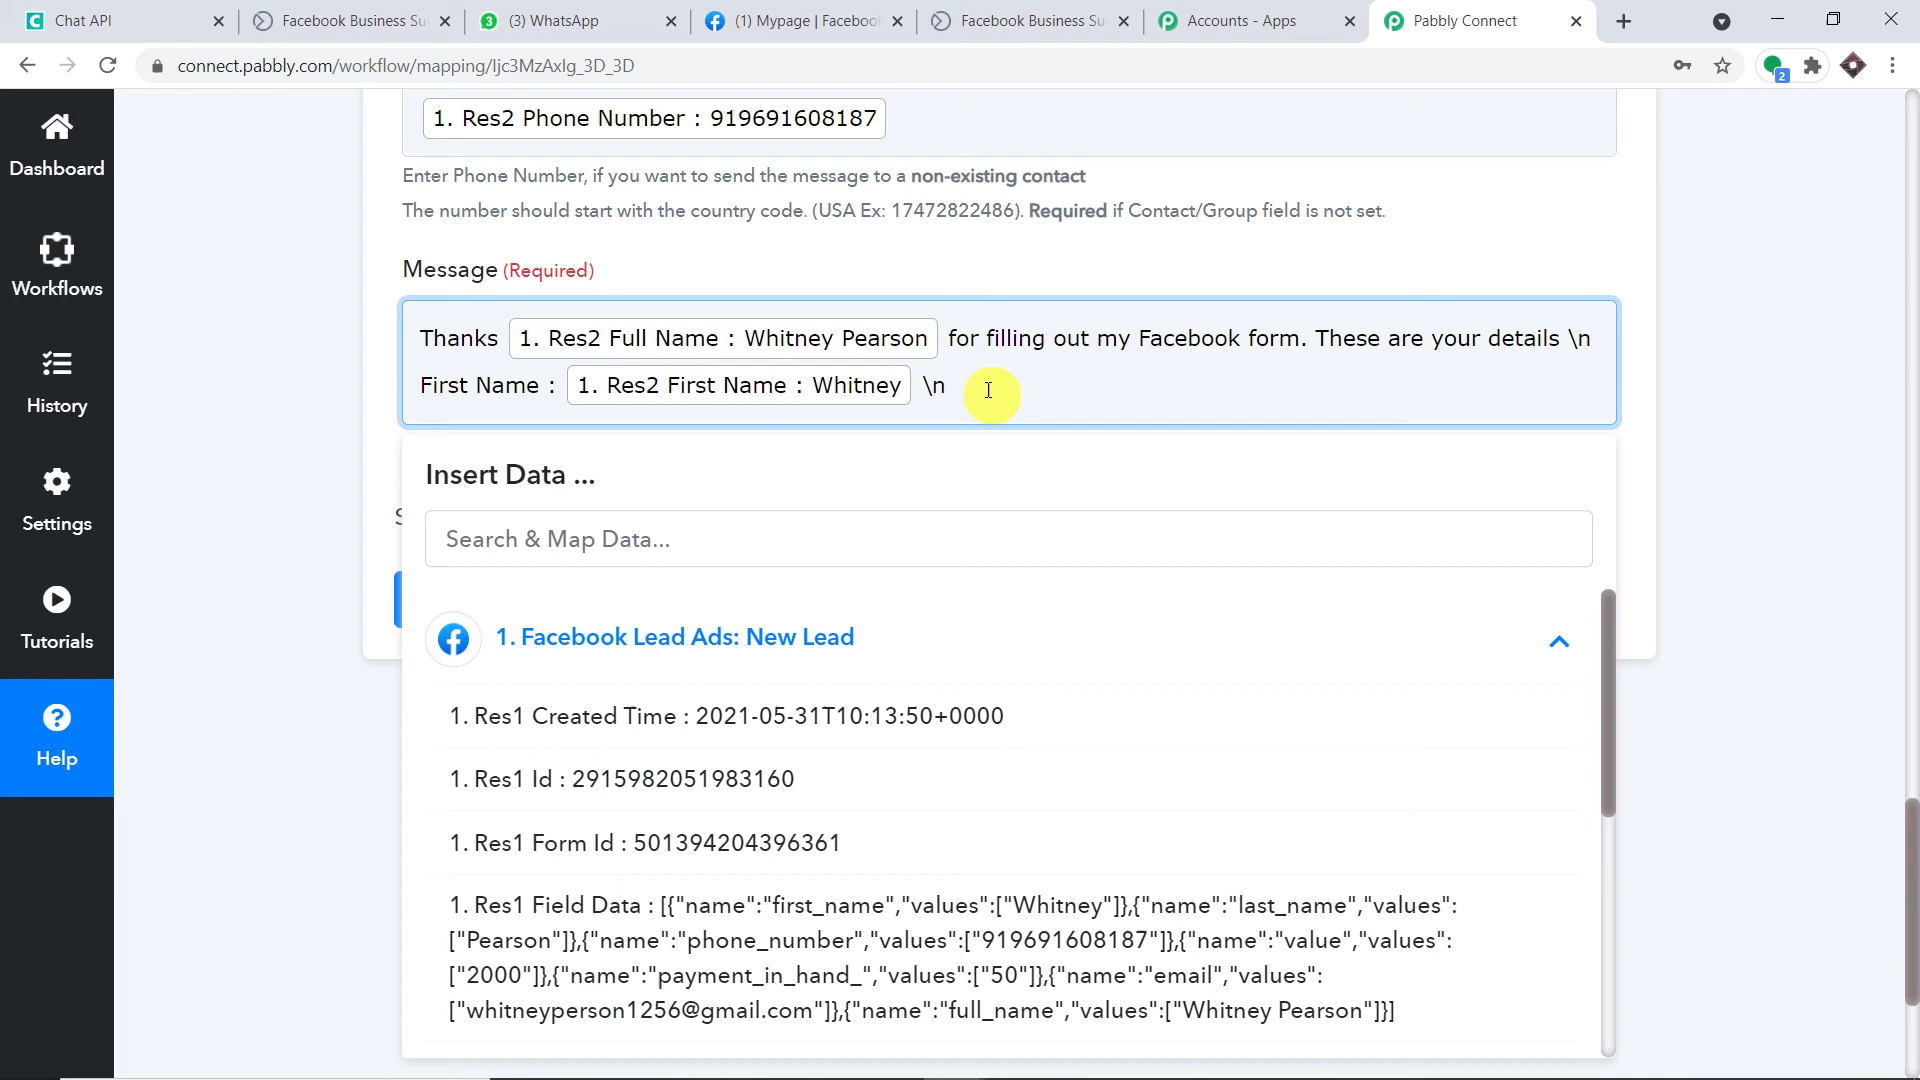 Chat API
Facebook Business Su
(3) WhatsApp
(1) Mypage | Facebook
Facebook Business Su
Accounts - Apps
Pabbly Connect
connect.pabbly.com/workflow/mapping/Ijc3MzAxIg_3D_3D
2
Dashboard
Workflows
History
Settings
Tutorials
Help
1. Res2 Phone Number : 919691608187
Enter Phone Number, if you want to send the message to a non-existing contact
The number should start with the country code. (USA Ex: 17472822486). Required if Contact/Group field is not set.
Message (Required)
Thanks 1. Res2 Full Name : Whitney Pearson for filling out my Facebook form. These are your details \n
First Name : 1. Res2 First Name : Whitney \n
Insert Data ...
Search & Map Data...
1. Facebook Lead Ads: New Lead
1. Res1 Created Time : 2021-05-31T10:13:50+0000
1. Res1 Id : 2915982051983160
1. Res1 Form Id : 501394204396361
1. Res1 Field Data : [{"name":"first_name","values":["Whitney"]},{"name":"last_name","values":
["Pearson"]},{"name":"phone_number","values":["919691608187"]},{"name":"value","values":
["2000"]},{"name":"payment_in_hand_","values":["50"]},{"name":"email","values":
["whitneyperson1256@gmail.com"]},{"name":"full_name","values":["Whitney Pearson"]}]